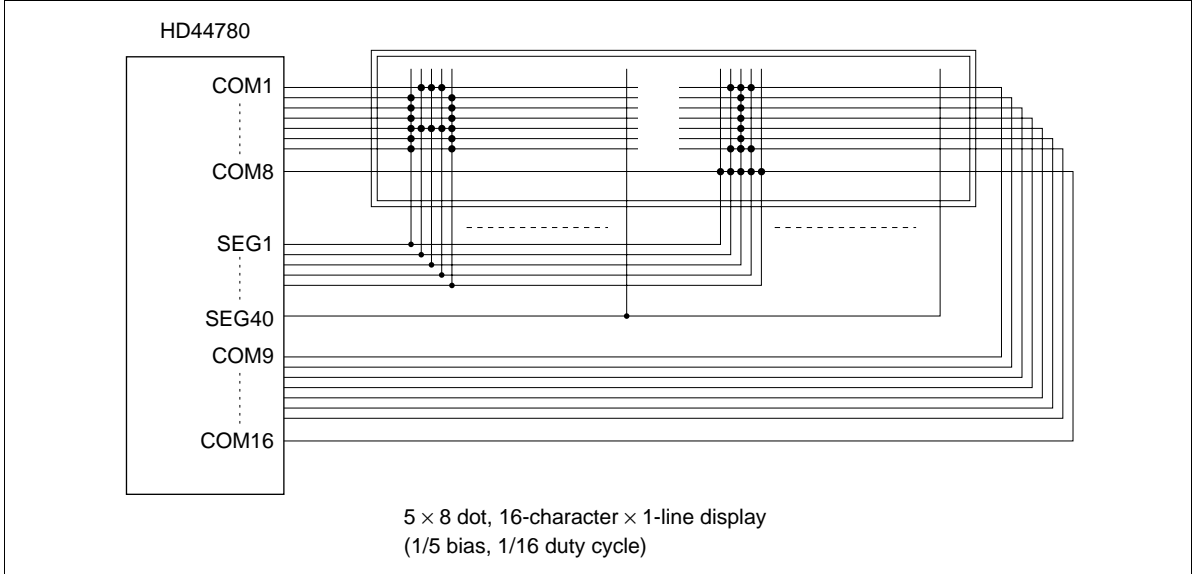 HD44780
COM1
COM8
SEG1
SEG40
COM9
COM16
5 × 8 dot, 16-character × 1-line display
(1/5 bias, 1/16 duty cycle)